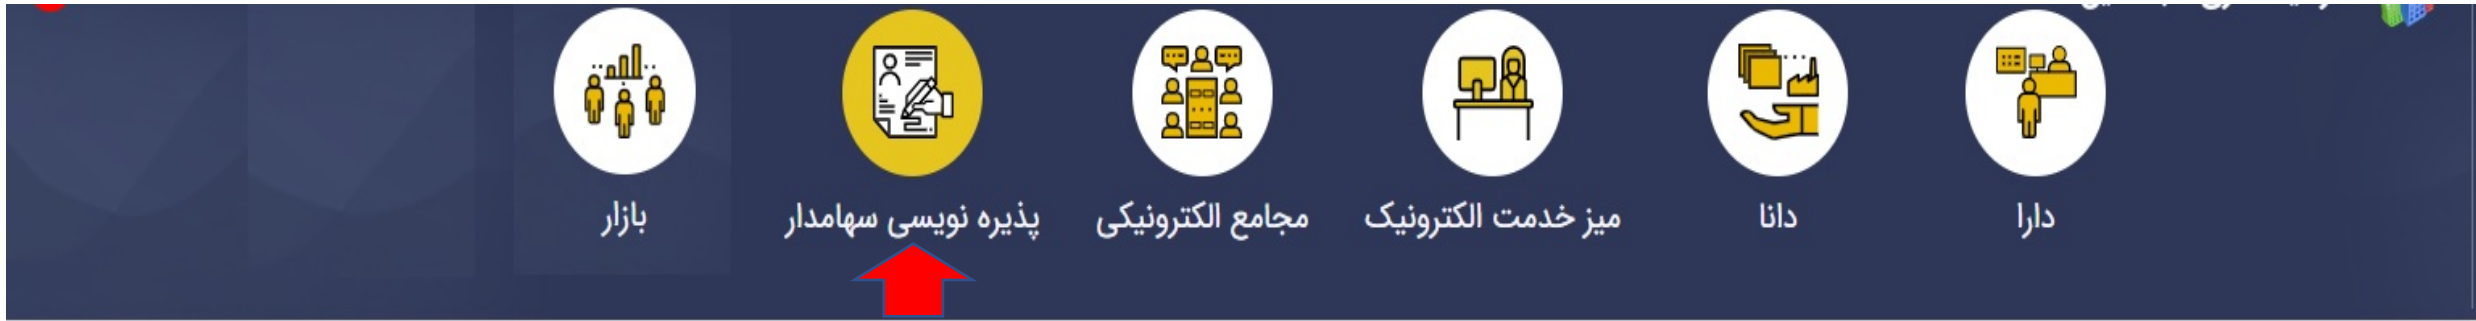 دارا
دانا
میز خدمت الکترونیک
مجامع الکترونیکی
پذیره نویسی سهامدار
بازار